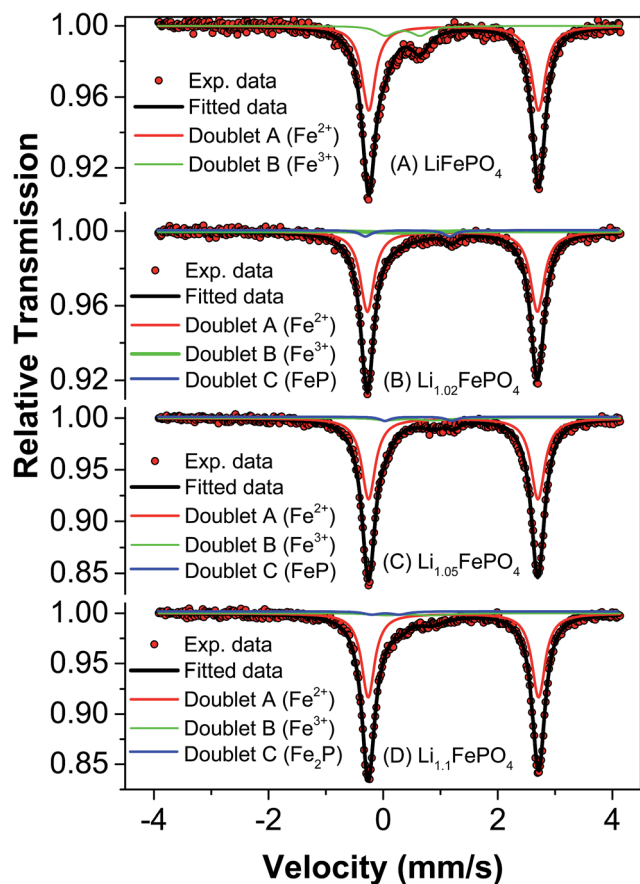 Relative Transmission
1.00
0.96
0.92
Exp. data
Fitted data
Doublet A (Fe²⁺)
Doublet B (Fe³⁺)
(A) LiFePO₄
1.00
0.96
0.92
Exp. data
Fitted data
Doublet A (Fe²⁺)
Doublet B (Fe³⁺)
Doublet C (FeP)
(B) Li₁.₀₂FePO₄
1.00
0.95
0.90
0.85
Exp. data
Fitted data
Doublet A (Fe²⁺)
Doublet B (Fe³⁺)
Doublet C (FeP)
(C) Li₁.₀₅FePO₄
1.00
0.95
0.90
0.85
Exp. data
Fitted data
Doublet A (Fe²⁺)
Doublet B (Fe³⁺)
Doublet C (Fe₂P)
(D) Li₁.₁FePO₄
-4 -2 0 2 4
Velocity (mm/s)